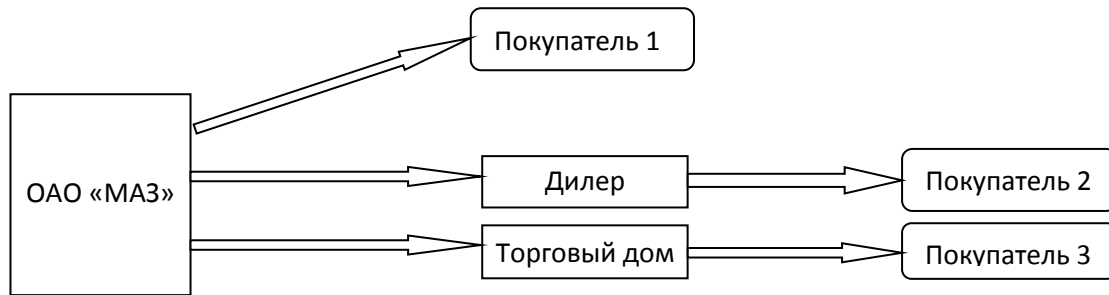 Покупатель 1
ОАО «МАЗ»
Дилер
Покупатель 2
Торговый дом
Покупатель 3